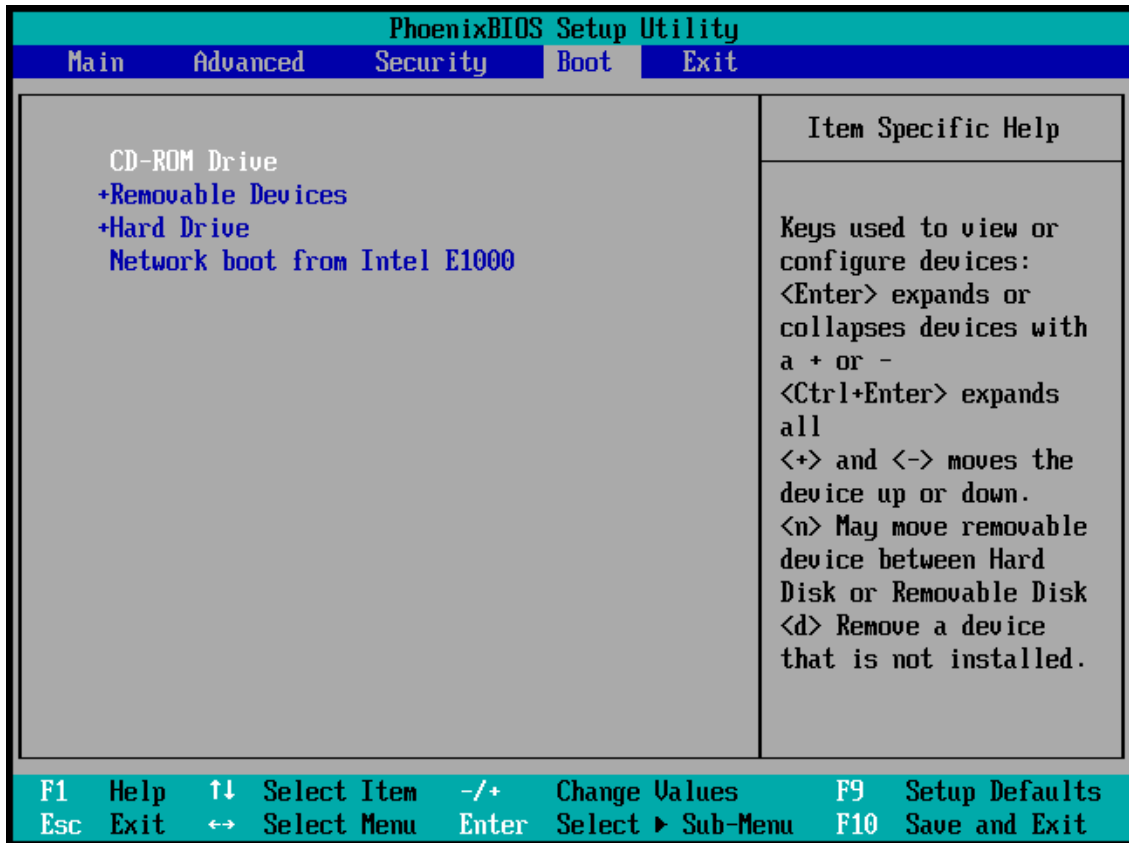 PhoenixBIOS Setup Utility
Main Advanced Security Boot Exit
CD-ROM Drive
+Removable Devices
+Hard Drive
Network boot from Intel E1000
Item Specific Help
Keys used to view or
configure devices:
<Enter> expands or
collapses devices with
a + or -
<Ctrl+Enter> expands
all
<+> and <-> moves the
device up or down.
<n> May move removable
device between Hard
Disk or Removable Disk
<d> Remove a device
that is not installed.
F1 Help ↑↓ Select Item -/+ Change Values F9 Setup Defaults
Esc Exit ↔ Select Menu Enter Select ▶ Sub-Menu F10 Save and Exit